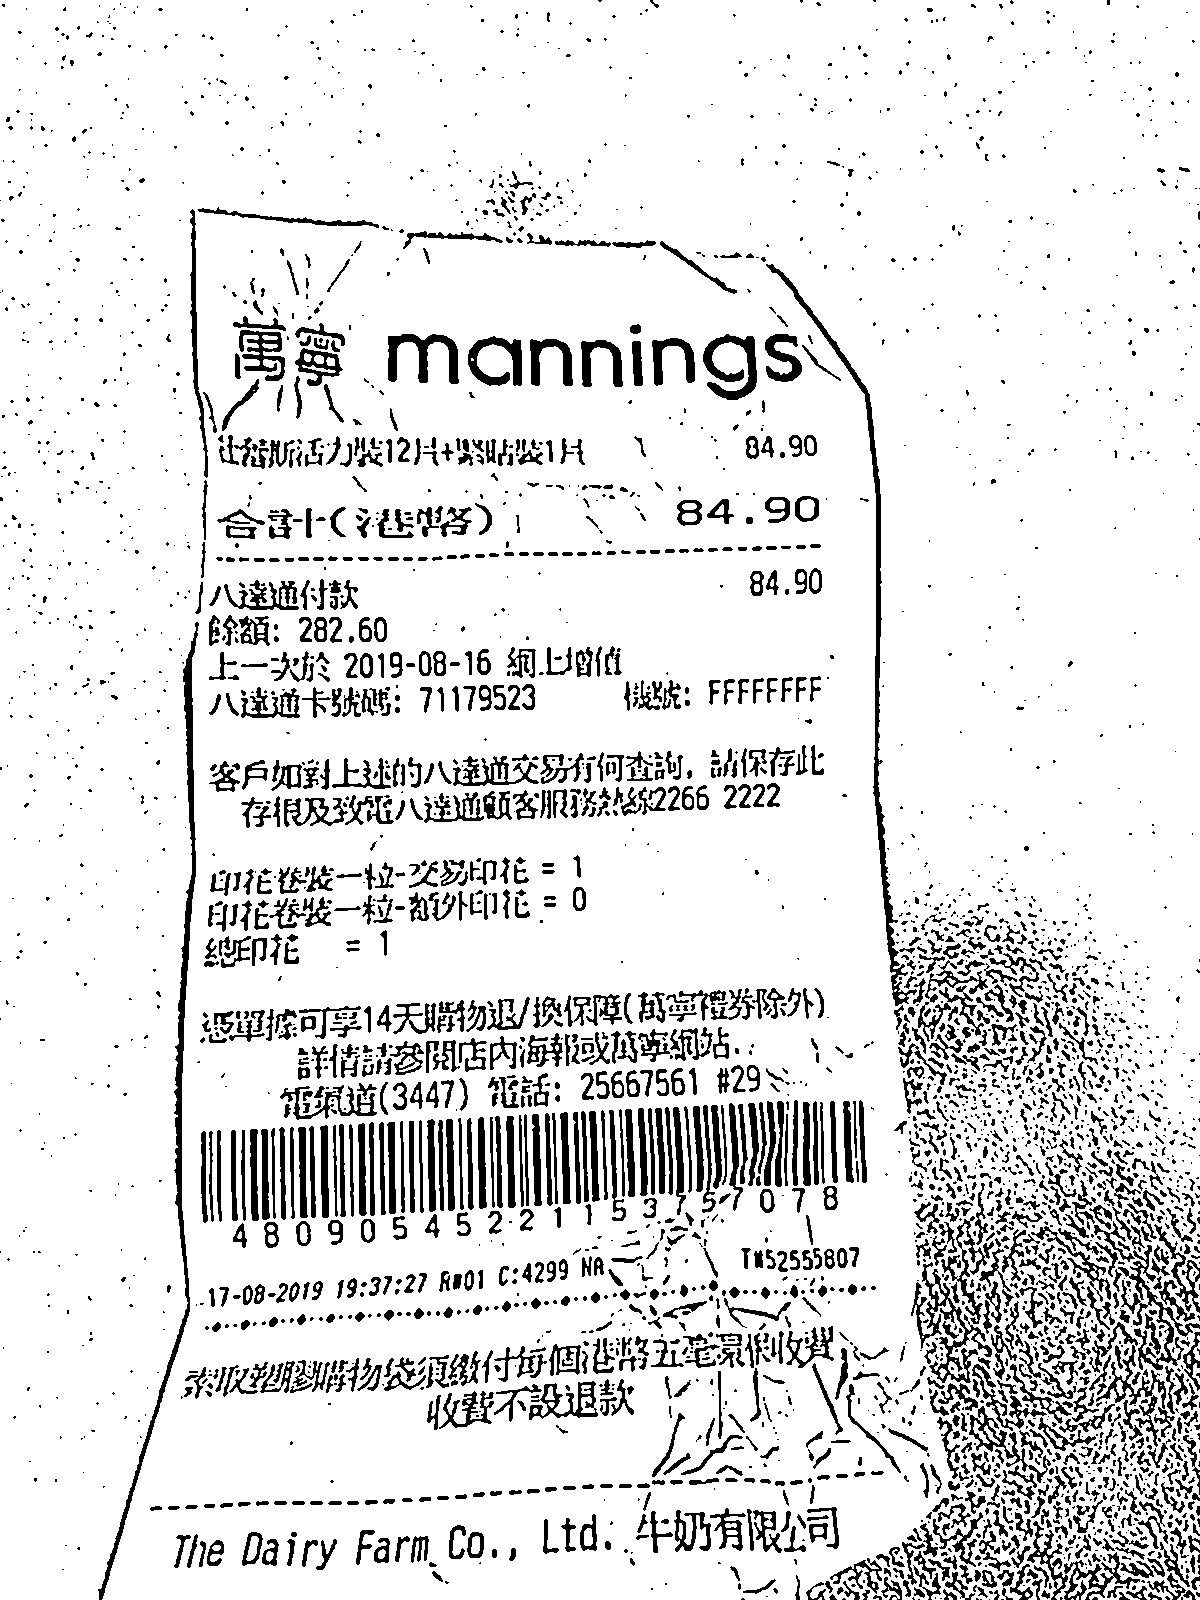 萬寧 mannings
杜蕾斯活力裝12片+緊貼裝1片 84.90
合計(港幣) 84.90
八達通付款 84.90
餘額: 282.60
上一次於 2019-08-16 網上增值
八達通卡號碼: 71179523 機號: FFFFFFFF
客戶如對上述的八達通交易有何查詢, 請保存此
存根及致電八達通顧客服務熱線2266 2222
印花卷裝一粒-交易印花 = 1
印花卷裝一粒-額外印花 = 0
總印花 = 1
憑單據可享14天購物退/換保障(萬寧禮券除外)
詳情請參閱店內海報或萬寧網站.
電氣道(3447) 電話: 25667561 #29
48090545221153757078
17-08-2019 19:37:27 R#01 C:4299 NA T#52555807
索取塑膠購物袋須繳付每個港幣五毫環保收費,
收費不設退款
The Dairy Farm Co., Ltd. 牛奶有限公司